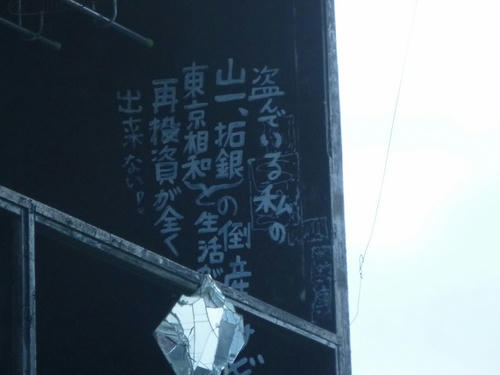 盗んでいる私の
山一、拓銀の倒産
東京相和と生活が
再投資が全く
出来ない。